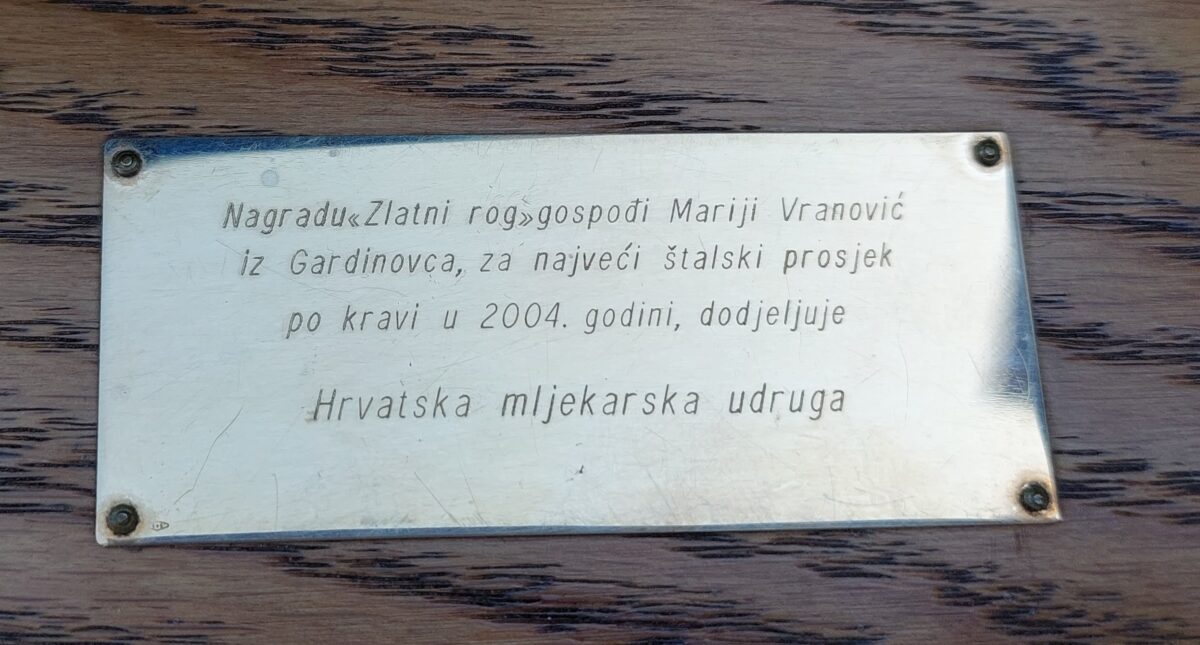 Nagradu«Zlatni rog»gospođi Mariji Vranović
iz Gardinovca, za najveći štalski prosjek
po kravi u 2004. godini, dodjeljuje
Hrvatska mljekarska udruga